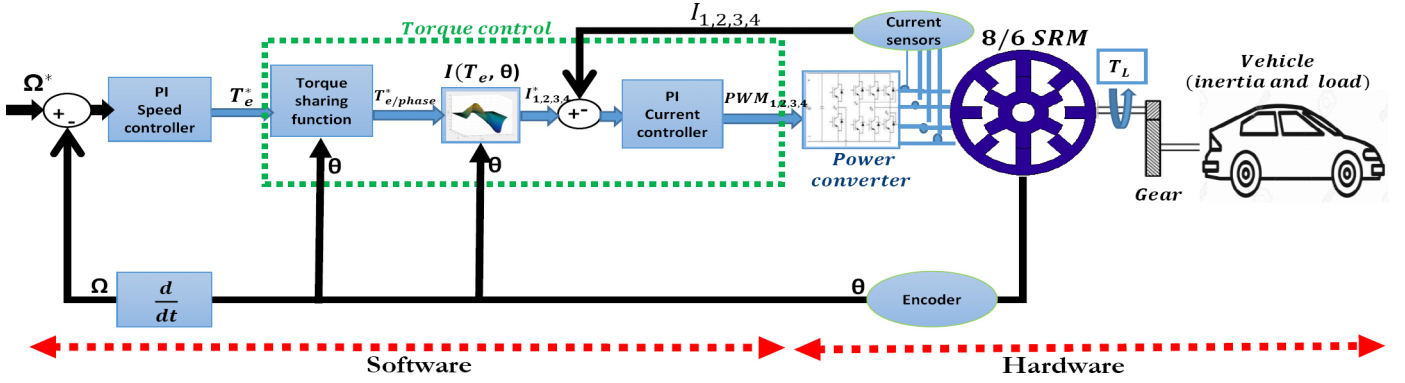 I1,2,3,4
Current
sensors
8/6 SRM
Torque control
Vehicle
(inertia and load)
TL
Ω*
+
-
PI
Speed
controller
Te*
Torque
sharing
function
T*e/phase
I(Te, θ)
I*1,2,3,4
+
-
PI
Current
controller
PWM1,2,3,4
Power
converter
Gear
θ
θ
Ω
d
dt
θ
Encoder
Software
Hardware